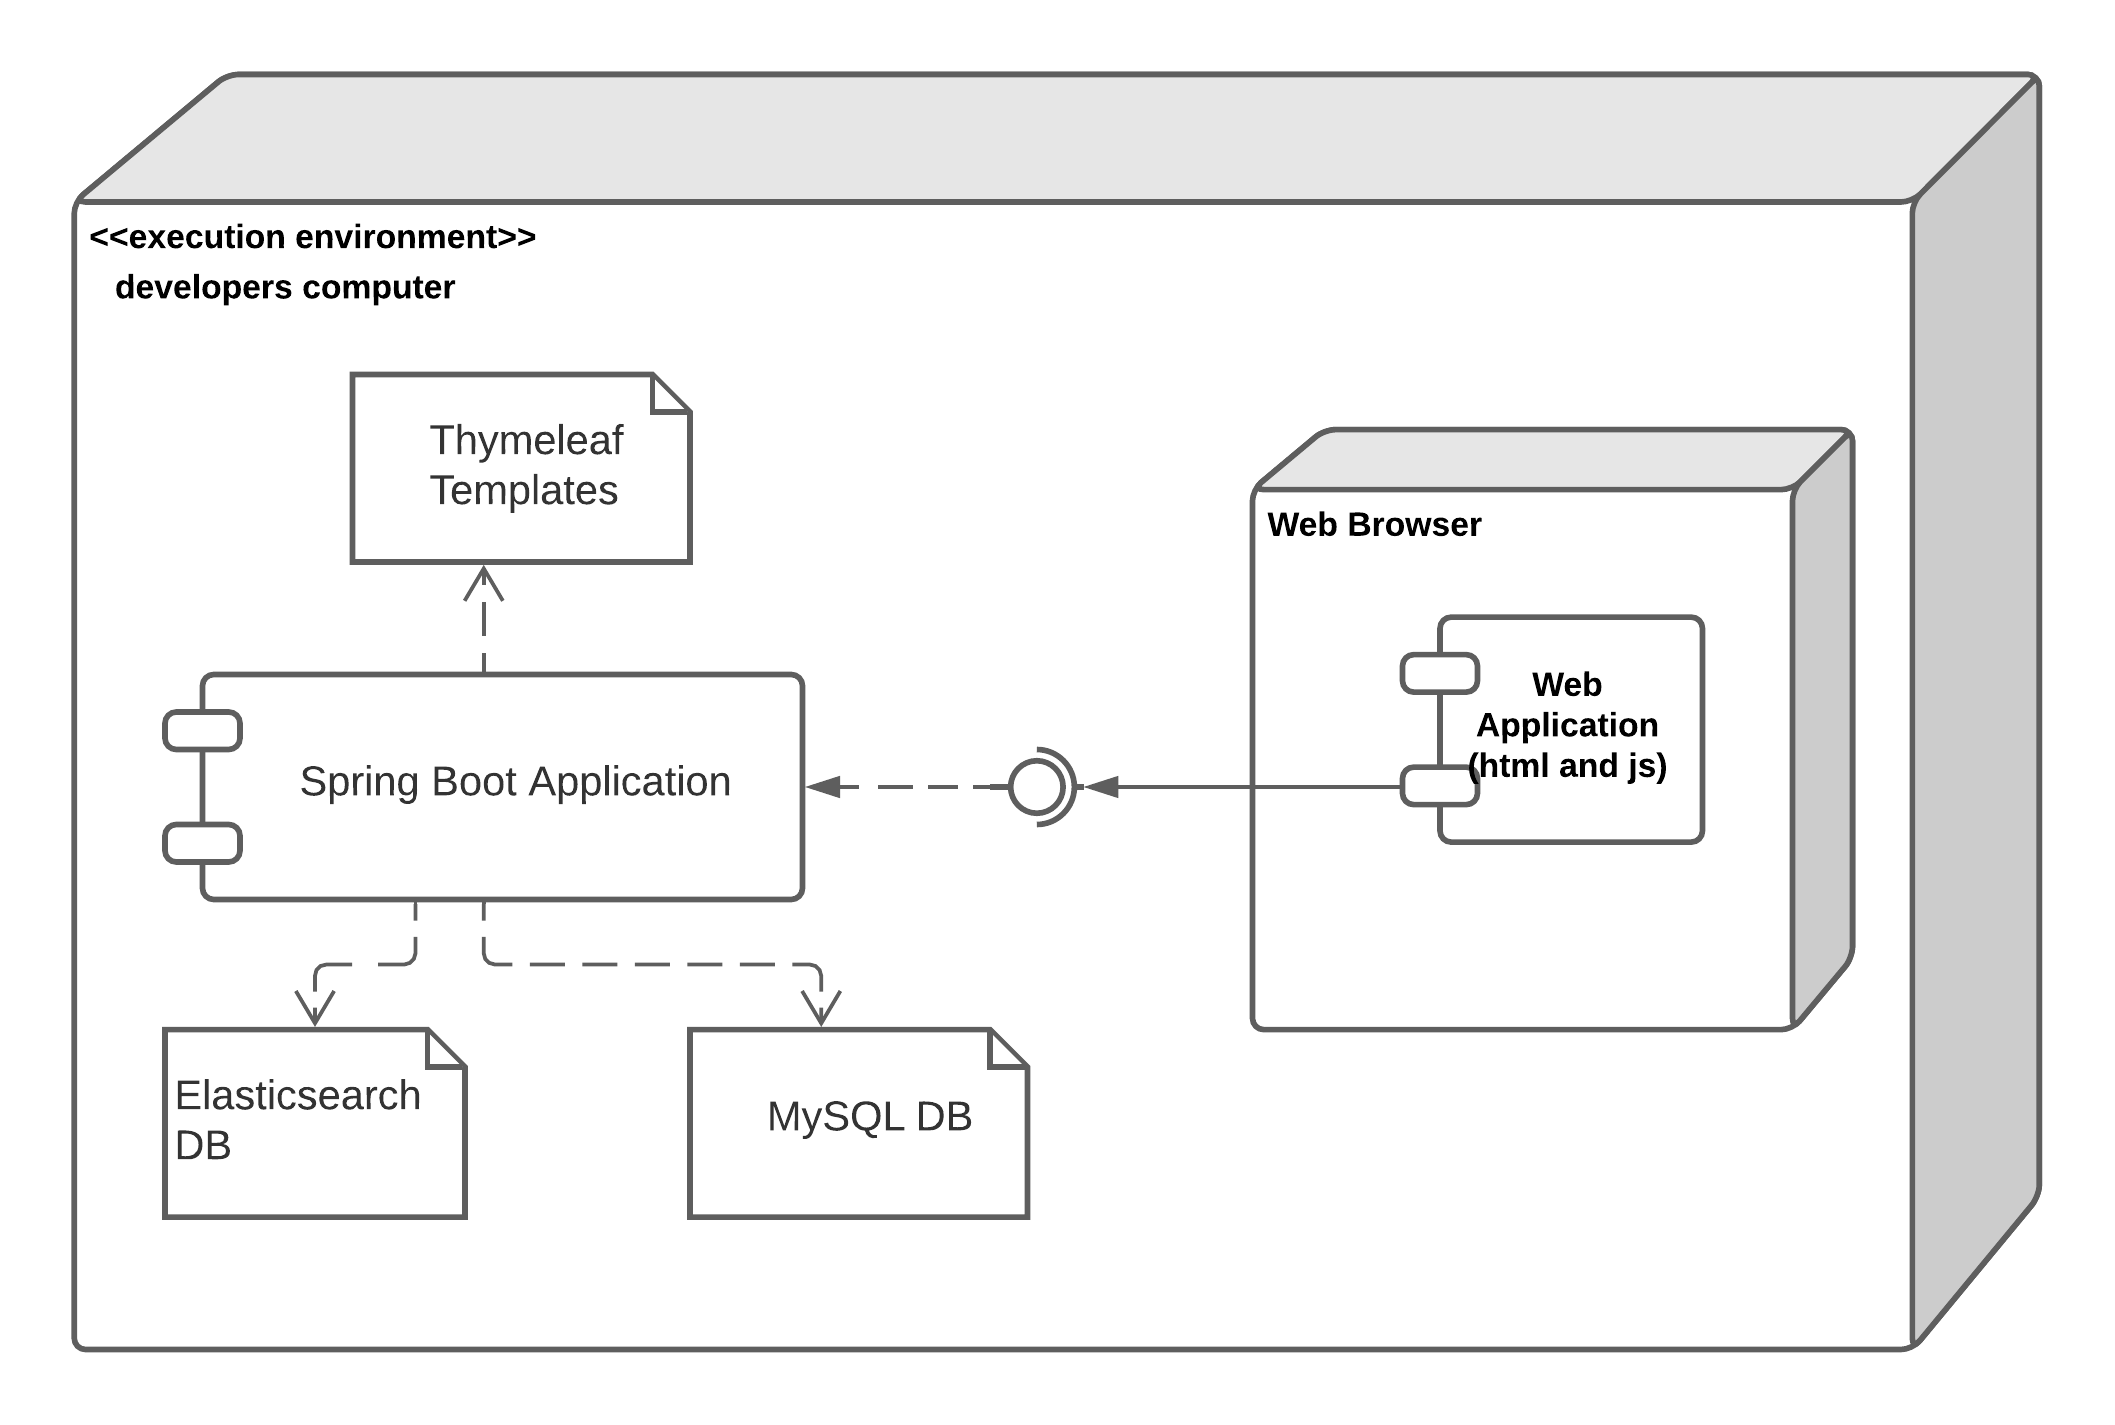 <<execution environment>>
developers computer
Thymeleaf
Templates
Web Browser
Web
Application
(html and js)
Spring Boot Application
Elasticsearch
DB
MySQL DB